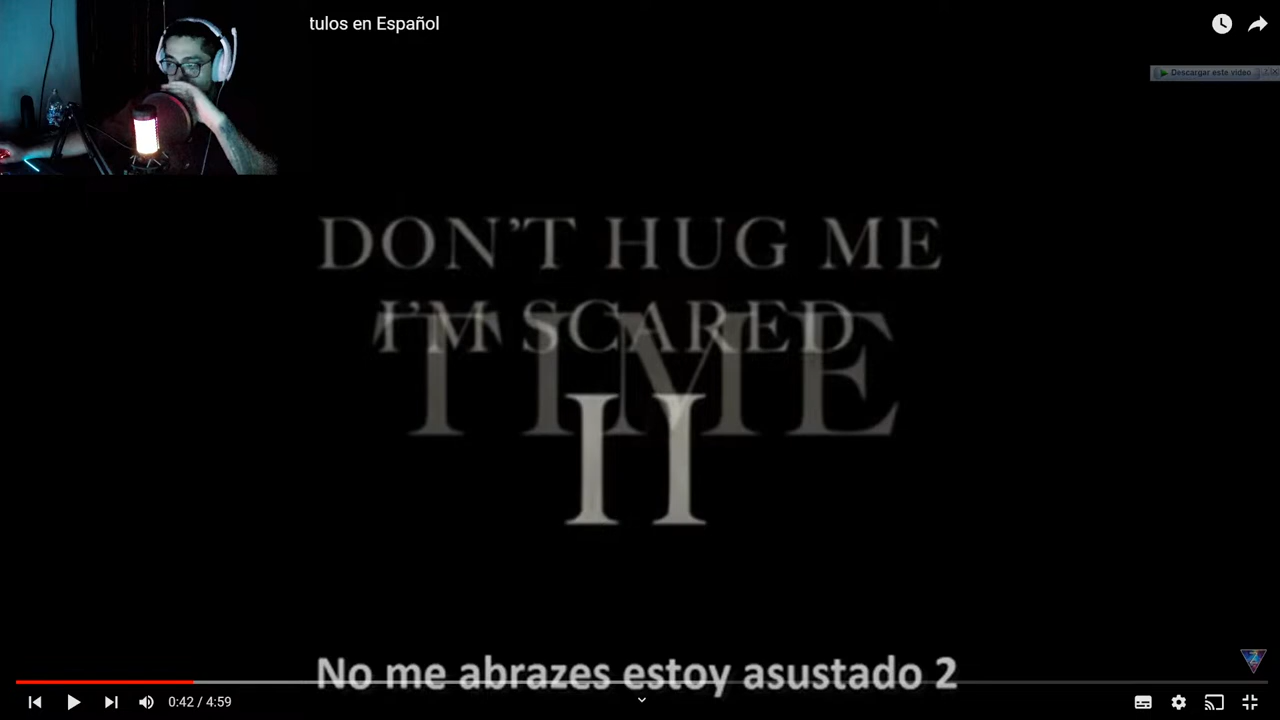 tulos en Español
Descargar este video
DON'T HUG ME
I'M SCARED
TIME
II
No me abrazes estoy asustado 2
0:42 / 4:59